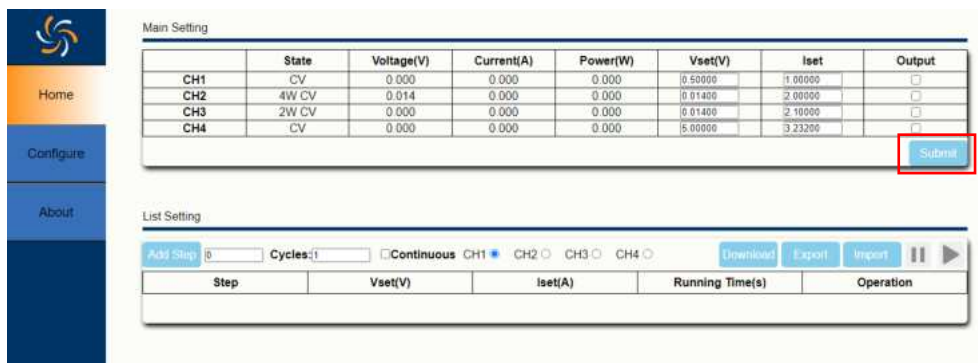 Main Setting
State Voltage(V) Current(A) Power(W) Vset(V) Iset Output
CH1 CV 0.000 0.000 0.000 0.50000 1.00000
Home
CH2 4W CV 0.014 0.000 0.000 0.01400 2.00000
CH3 2W CV 0.000 0.000 0.000 0.01400 2.10000
CH4 CV 0.000 0.000 0.000 5.00000 3.23200
Configure
Submit
About
List Setting
Add Step 0 Cycles:1 Continuous CH1 CH2 CH3 CH4 Download Export Import
Step Vset(V) Iset(A) Running Time(s) Operation